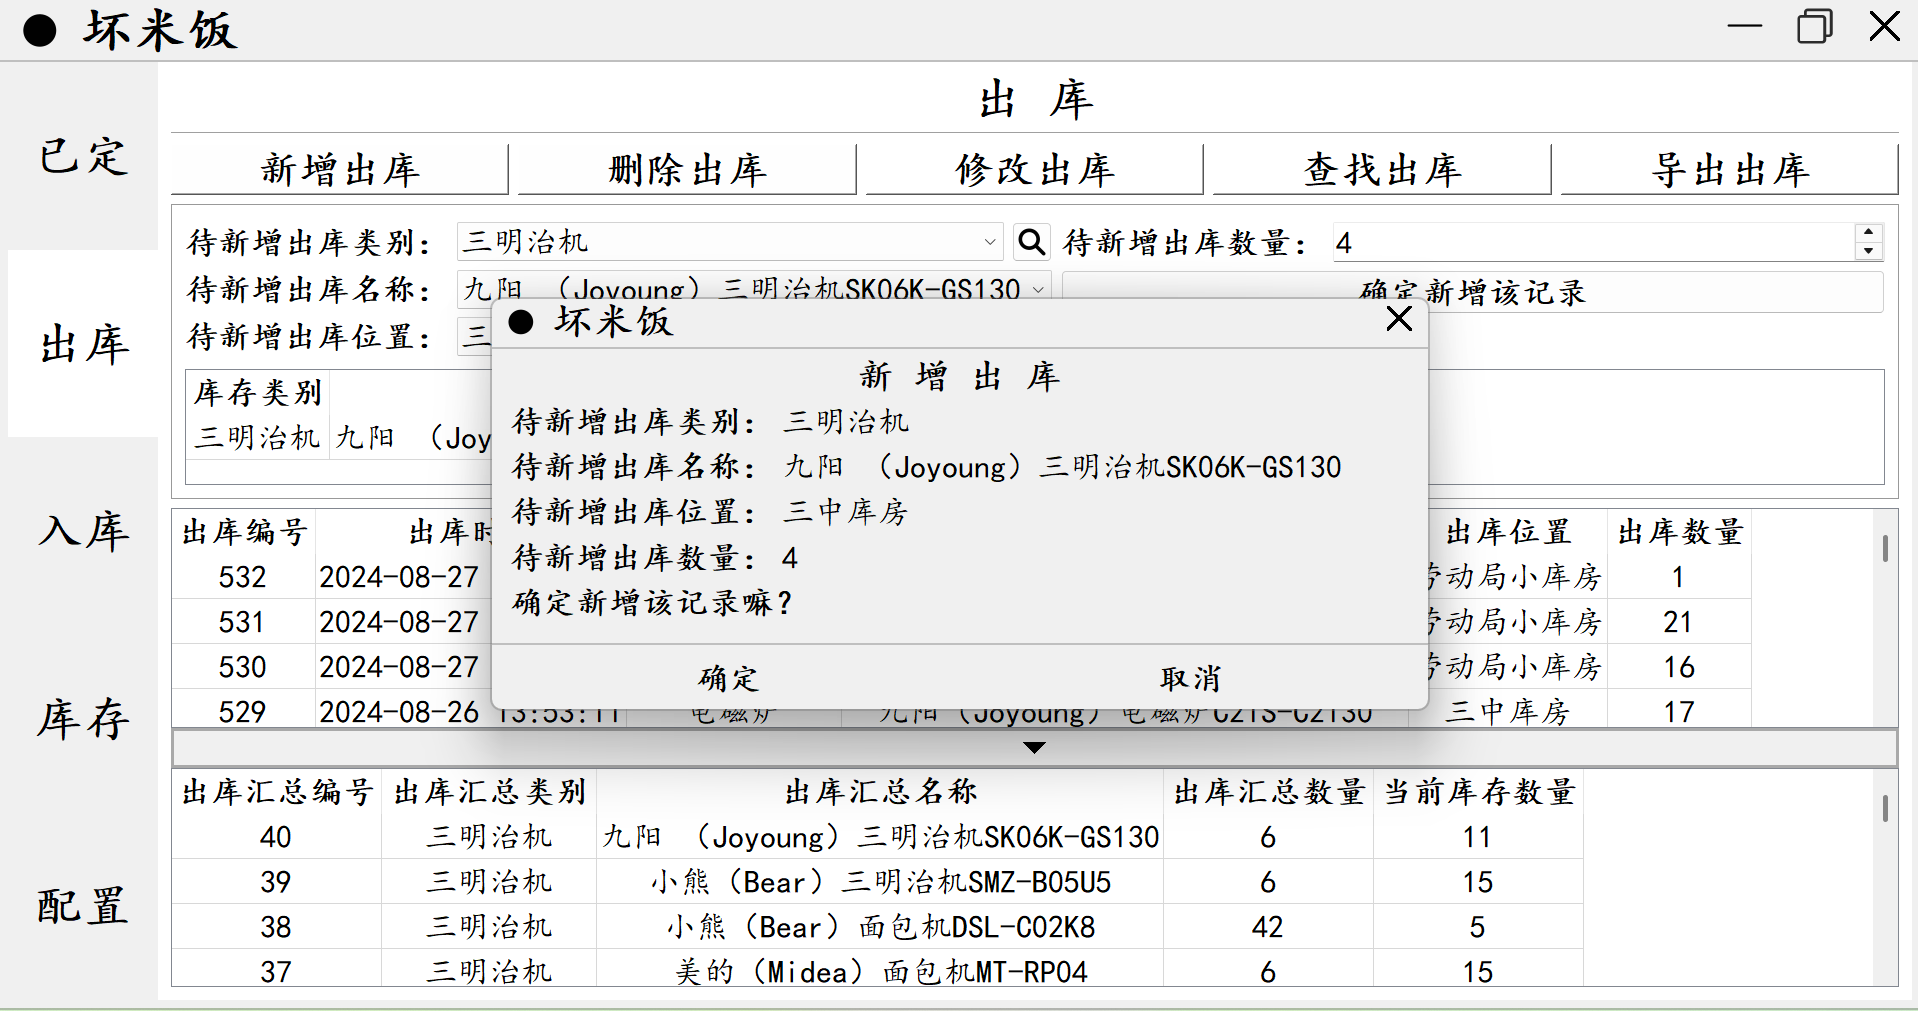 坏米饭
出 库
已定
出库
入库
库存
配置
新增出库 删除出库 修改出库 查找出库 导出出库
待新增出库类别： 三明治机 待新增出库数量： 4
待新增出库名称： 九阳 （Joyoung）三明治机SK06K-GS130 确定新增该记录
待新增出库位置： 三
库存类别
三明治机 九阳 （Joy
坏米饭
新 增 出 库
待新增出库类别： 三明治机
待新增出库名称： 九阳 （Joyoung）三明治机SK06K-GS130
待新增出库位置： 三中库房
待新增出库数量： 4
确定新增该记录嘛？
确定 取消
出库编号 出库时 出库位置 出库数量
532 2024-08-27 劳动局小库房 1
531 2024-08-27 劳动局小库房 21
530 2024-08-27 劳动局小库房 16
529 2024-08-26 13:53:11 电磁炉 九阳（Joyoung）电磁炉C21S-C2130 三中库房 17
出库汇总编号 出库汇总类别 出库汇总名称 出库汇总数量 当前库存数量
40 三明治机 九阳 （Joyoung）三明治机SK06K-GS130 6 11
39 三明治机 小熊（Bear）三明治机SMZ-B05U5 6 15
38 三明治机 小熊（Bear）面包机DSL-C02K8 42 5
37 三明治机 美的（Midea）面包机MT-RP04 6 15